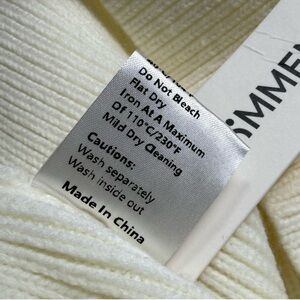 Do Not Bleach
Flat Dry
Iron At A Maximum
Of 110°C/230°F
Mild Dry Cleaning
Cautions:
Wash separately
Wash inside out
Made In China